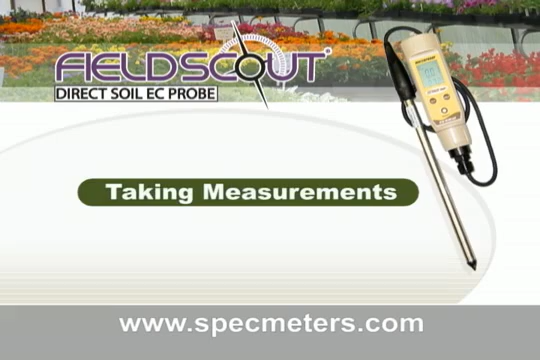 FIELDSCOUT®
DIRECT SOIL EC PROBE
Taking Measurements
www.specmeters.com